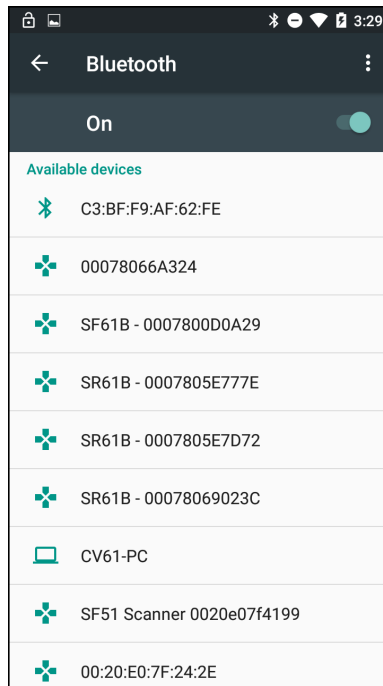 3:29
Bluetooth
On
Available devices
C3:BF:F9:AF:62:FE
00078066A324
SF61B - 0007800D0A29
SR61B - 0007805E777E
SR61B - 0007805E7D72
SR61B - 00078069023C
CV61-PC
SF51 Scanner 0020e07f4199
00:20:E0:7F:24:2E